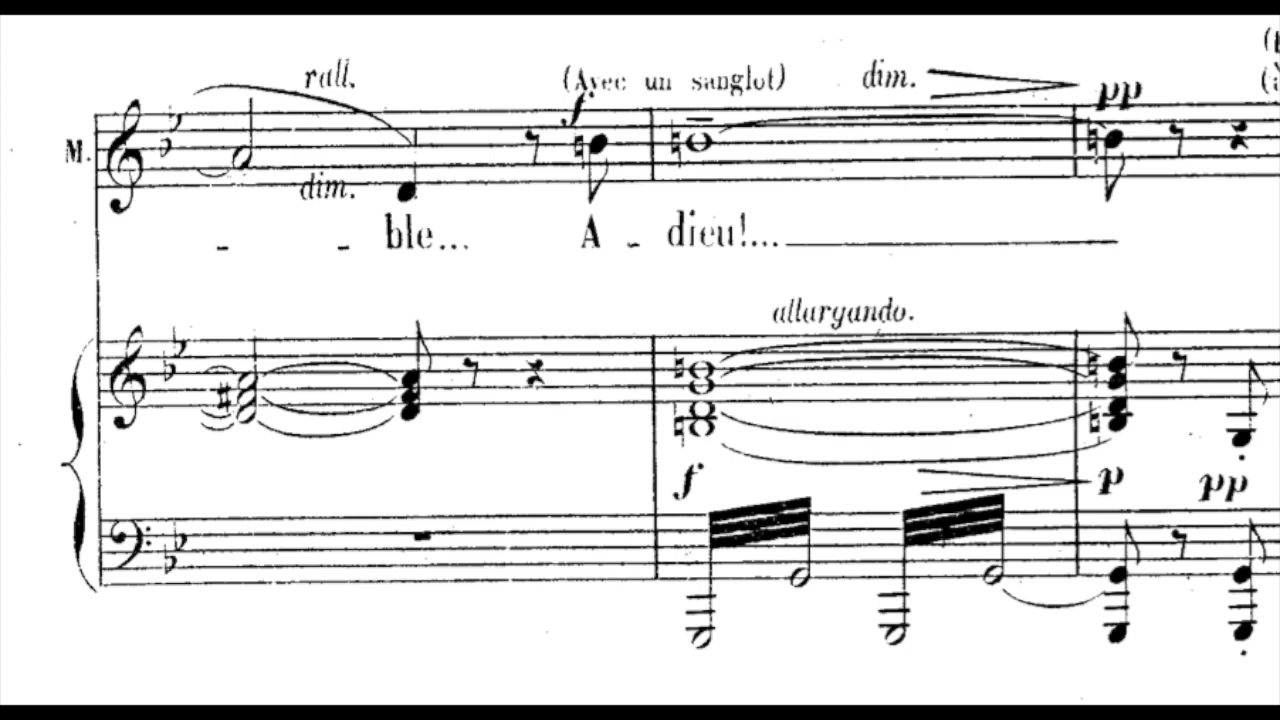 rall. (Avec un sanglot) dim.
f pp
M.
dim.
- - ble... A - dieu!...
allargando.
f p pp